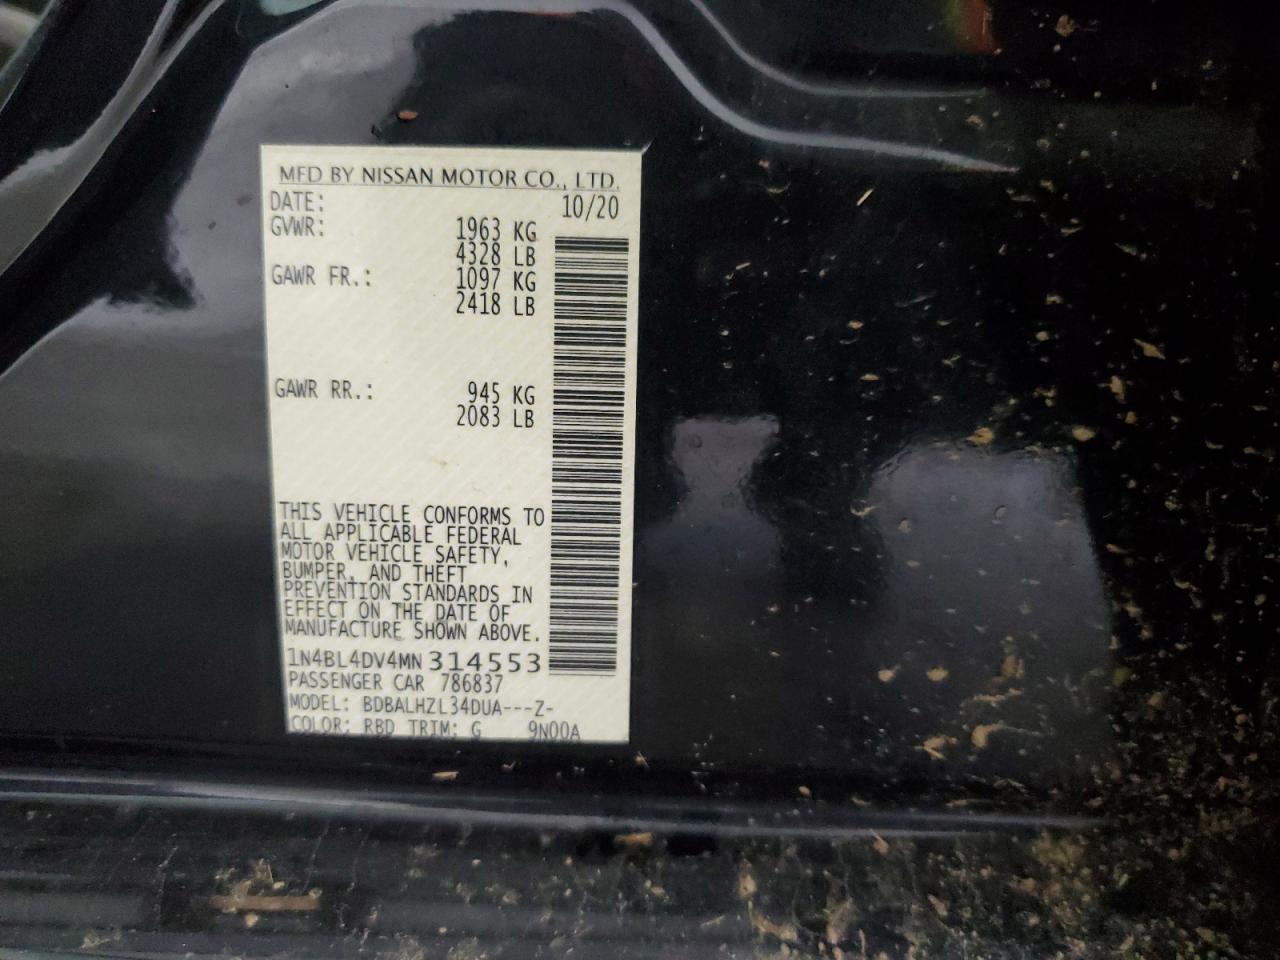 MFD BY NISSAN MOTOR CO., LTD.
DATE: 10/20
GVWR: 1963 KG
4328 LB
GAWR FR.: 1097 KG
2418 LB
GAWR RR.: 945 KG
2083 LB
THIS VEHICLE CONFORMS TO
ALL APPLICABLE FEDERAL
MOTOR VEHICLE SAFETY,
BUMPER, AND THEFT
PREVENTION STANDARDS IN
EFFECT ON THE DATE OF
MANUFACTURE SHOWN ABOVE.
1N4BL4DV4MN314553
PASSENGER CAR 786837
MODEL: BDBALHZL34DUA---Z-
COLOR: RBD TRIM: G 9N00A